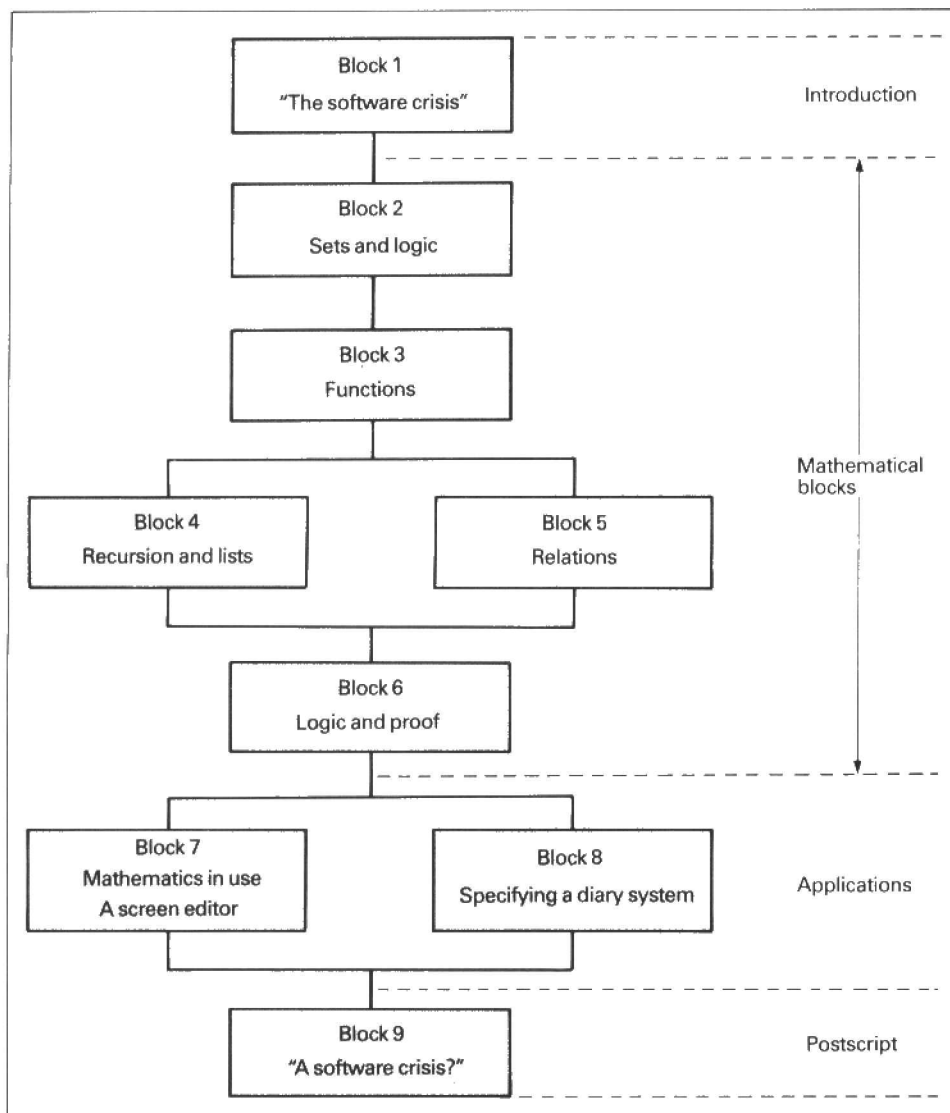 Block 1
"The software crisis"
Introduction
Block 2
Sets and logic
Block 3
Functions
Mathematical
blocks
Block 4
Recursion and lists
Block 5
Relations
Block 6
Logic and proof
Block 7
Mathematics in use
A screen editor
Block 8
Specifying a diary system
Applications
Block 9
"A software crisis?"
Postscript